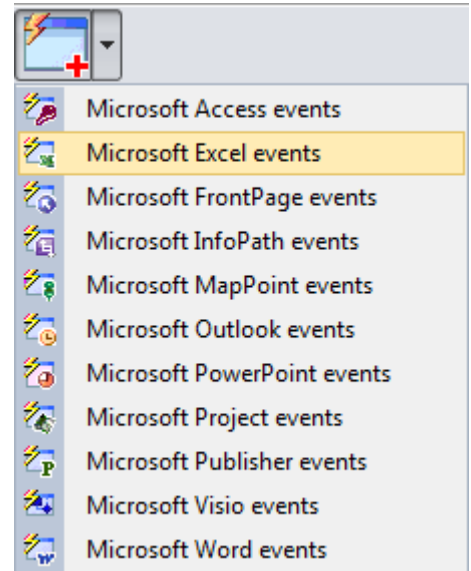 Microsoft Access events
Microsoft Excel events
Microsoft FrontPage events
Microsoft InfoPath events
Microsoft MapPoint events
Microsoft Outlook events
Microsoft PowerPoint events
Microsoft Project events
Microsoft Publisher events
Microsoft Visio events
Microsoft Word events